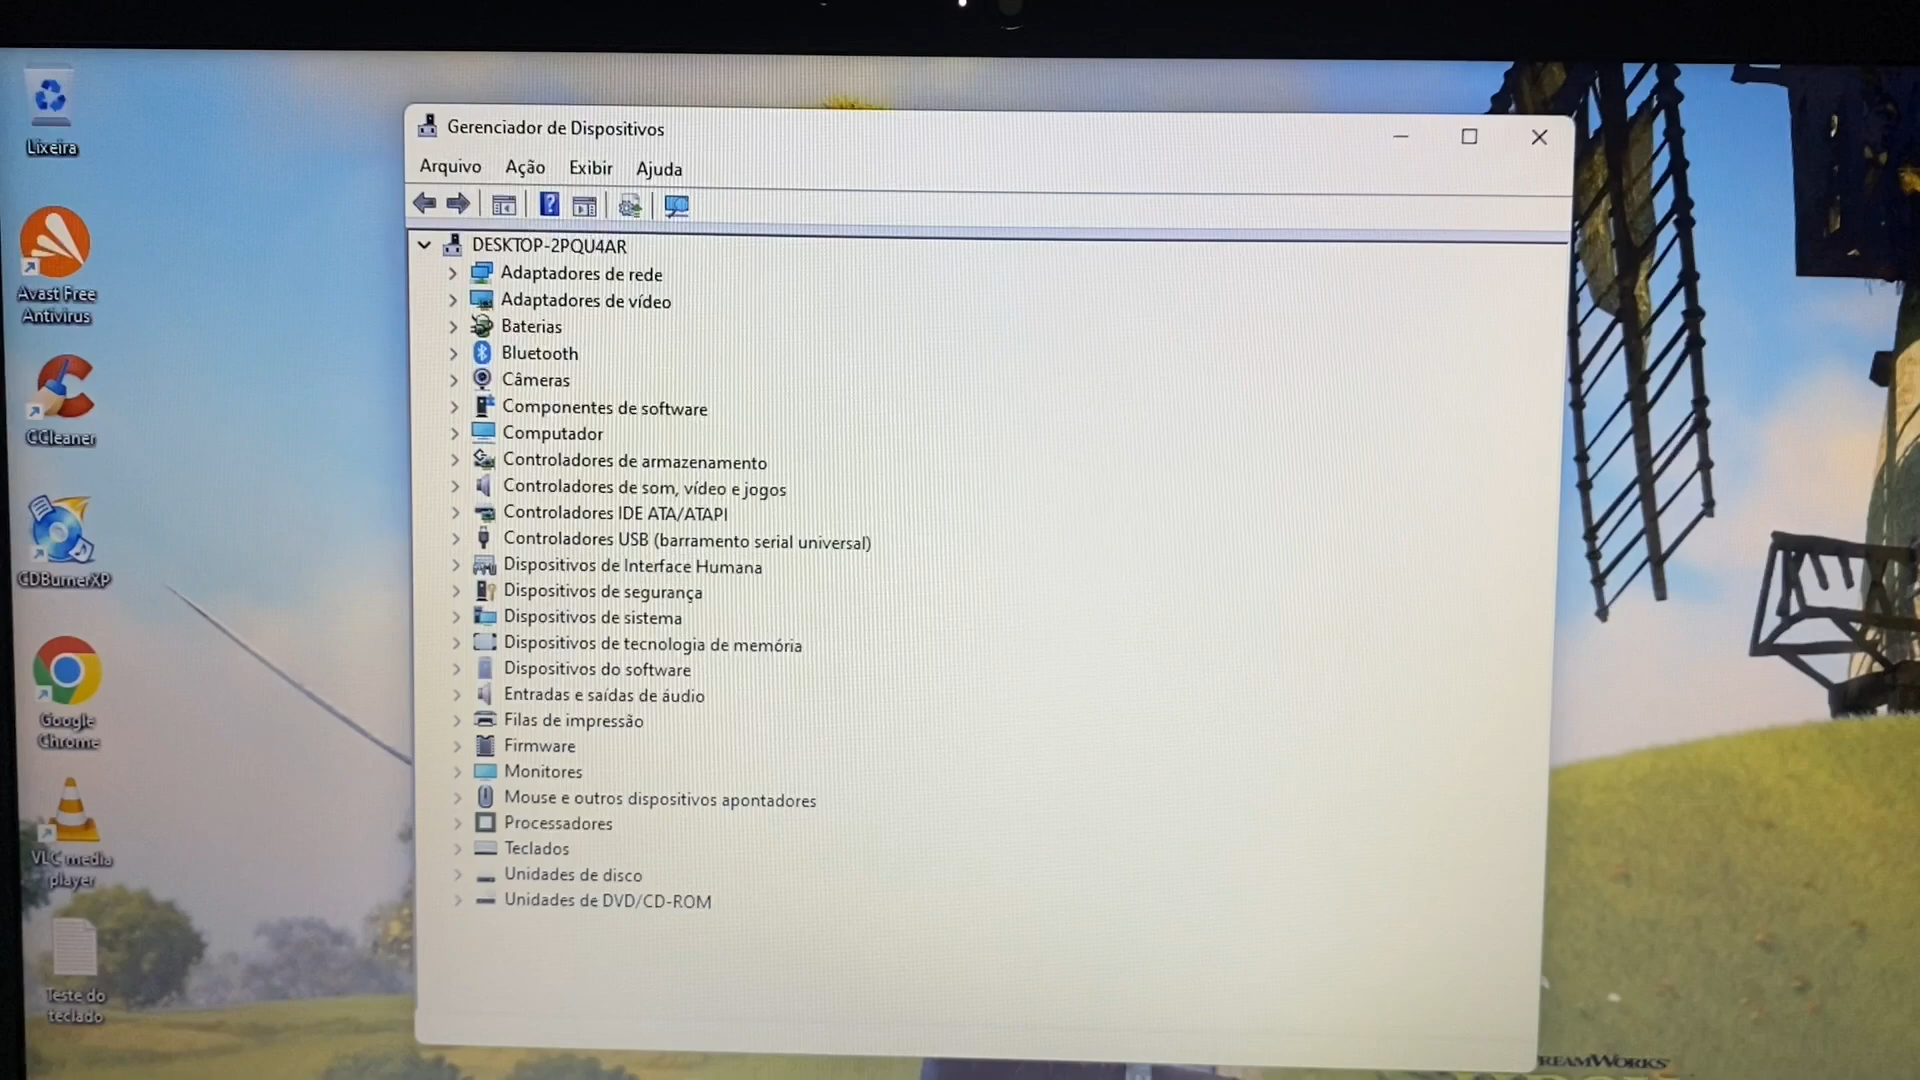 Lixeira
Avast Free
Antivirus
CCleaner
CDBurnerXP
Google
Chrome
VLC media
player
Teste do
teclado
Gerenciador de Dispositivos
Arquivo Ação Exibir Ajuda
DESKTOP-2PQU4AR
Adaptadores de rede
Adaptadores de vídeo
Baterias
Bluetooth
Câmeras
Componentes de software
Computador
Controladores de armazenamento
Controladores de som, vídeo e jogos
Controladores IDE ATA/ATAPI
Controladores USB (barramento serial universal)
Dispositivos de Interface Humana
Dispositivos de segurança
Dispositivos de sistema
Dispositivos de tecnologia de memória
Dispositivos do software
Entradas e saídas de áudio
Filas de impressão
Firmware
Monitores
Mouse e outros dispositivos apontadores
Processadores
Teclados
Unidades de disco
Unidades de DVD/CD-ROM